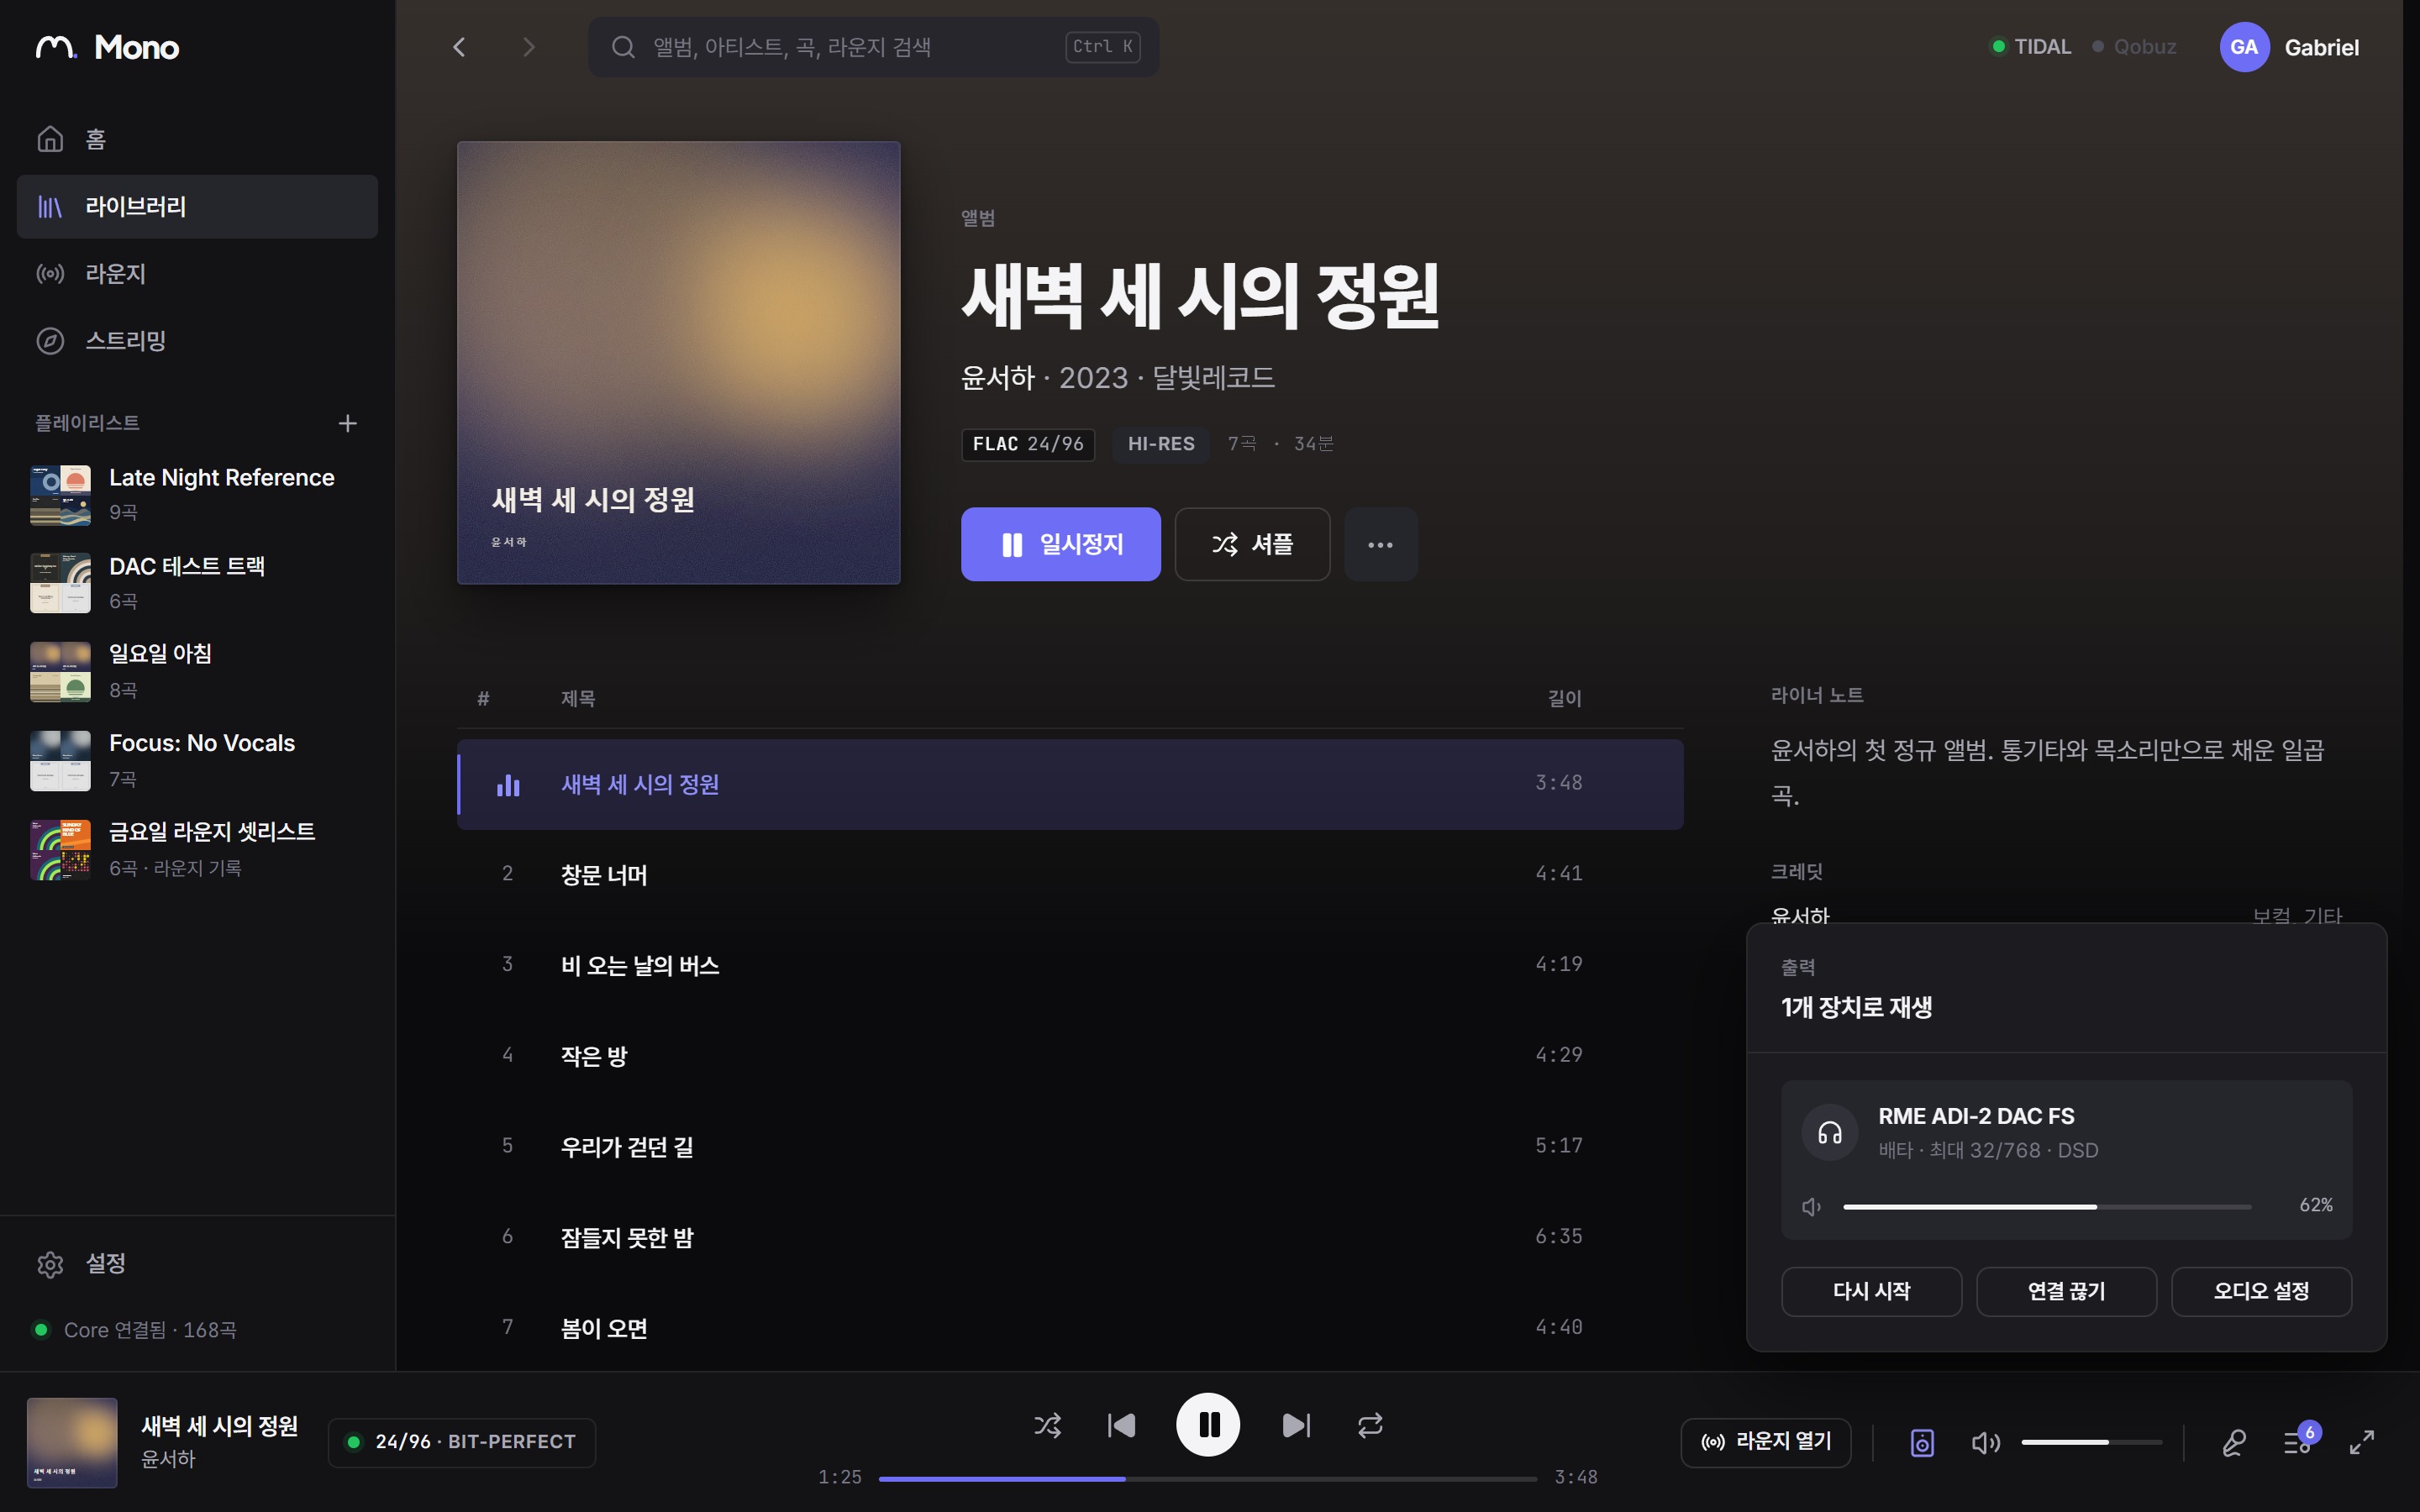 Mono
앨범, 아티스트, 곡, 라운지 검색
Ctrl K
TIDAL
Qobuz
GA
Gabriel
홈
라이브러리
라운지
스트리밍
플레이리스트
Late Night Reference
9곡
DAC 테스트 트랙
6곡
일요일 아침
8곡
Focus: No Vocals
7곡
금요일 라운지 셋리스트
6곡 · 라운지 기록
설정
Core 연결됨 · 168곡
새벽 세 시의 정원
윤서하
앨범
새벽 세 시의 정원
윤서하 · 2023 · 달빛레코드
FLAC 24/96
HI-RES
7곡 · 34분
일시정지
셔플
# 제목 길이
새벽 세 시의 정원 3:48
2 창문 너머 4:41
3 비 오는 날의 버스 4:19
4 작은 방 4:29
5 우리가 걷던 길 5:17
6 잠들지 못한 밤 6:35
7 봄이 오면 4:40
라이너 노트
윤서하의 첫 정규 앨범. 통기타와 목소리만으로 채운 일곱
곡.
크레딧
윤서하 보컬, 기타
출력
1개 장치로 재생
RME ADI-2 DAC FS
배타 · 최대 32/768 · DSD
62%
다시 시작
연결 끊기
오디오 설정
새벽 세 시의 정원
새벽 세 시의 정원
윤서하
24/96 · BIT-PERFECT
1:25
3:48
라운지 열기
6